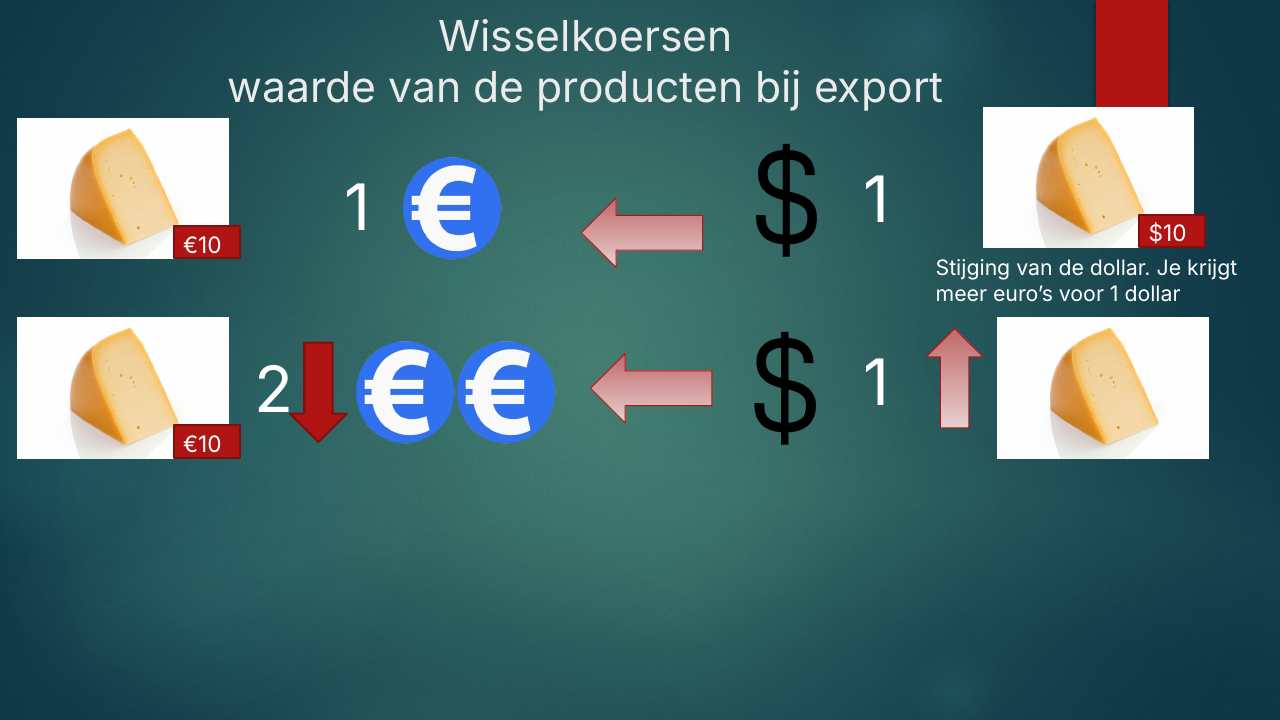 Wisselkoersen
waarde van de producten bij export
€10
1 €
$ 1
$10
Stijging van de dollar. Je krijgt
meer euro’s voor 1 dollar
€10
2 € €
$ 1